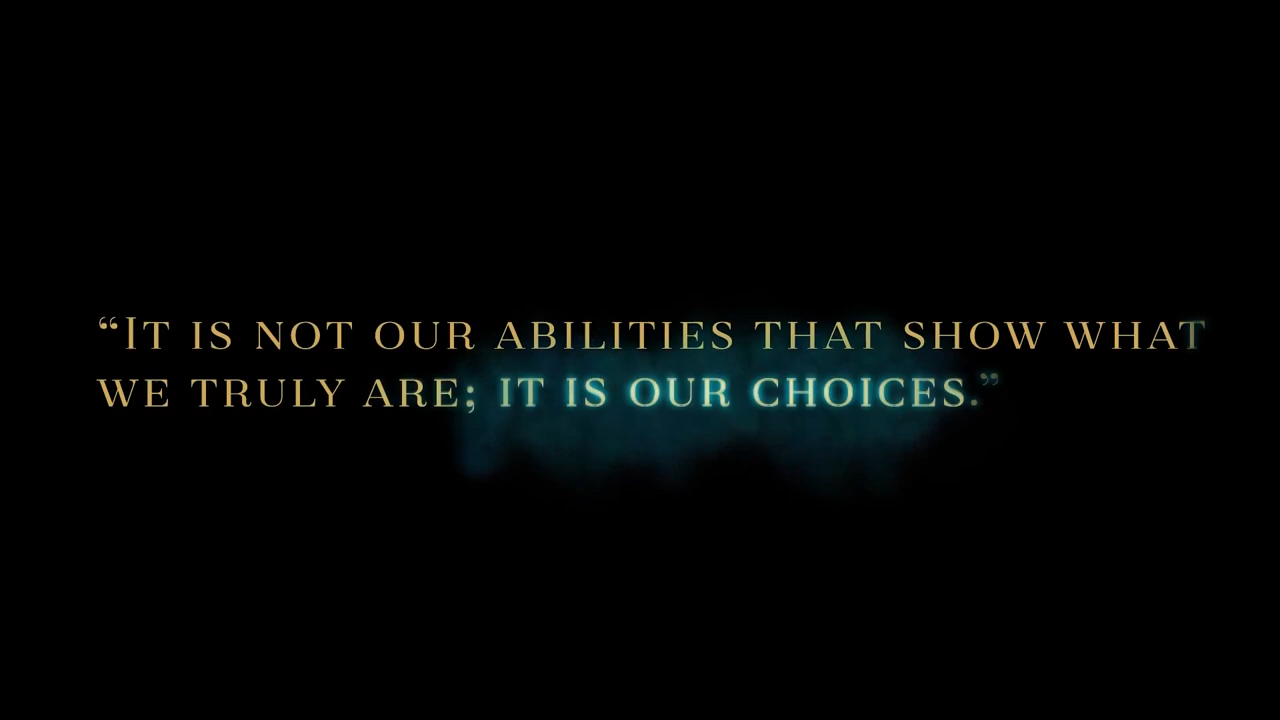 “It is not our abilities that show what
we truly are; it is our choices.”